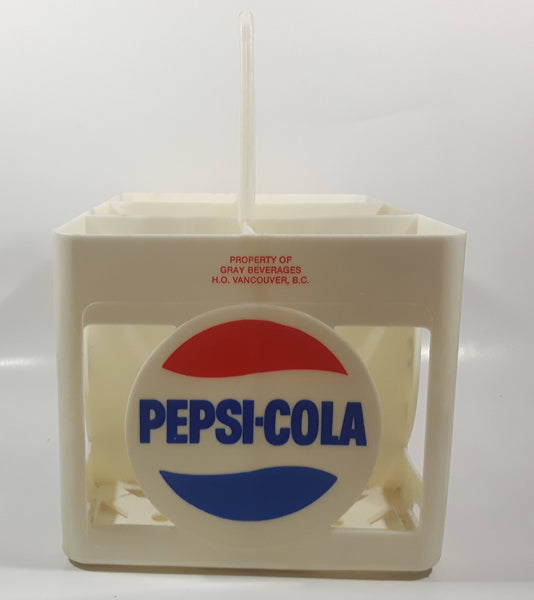 PROPERTY OF
GRAY BEVERAGES
H.O. VANCOUVER, B.C.
PEPSI-COLA